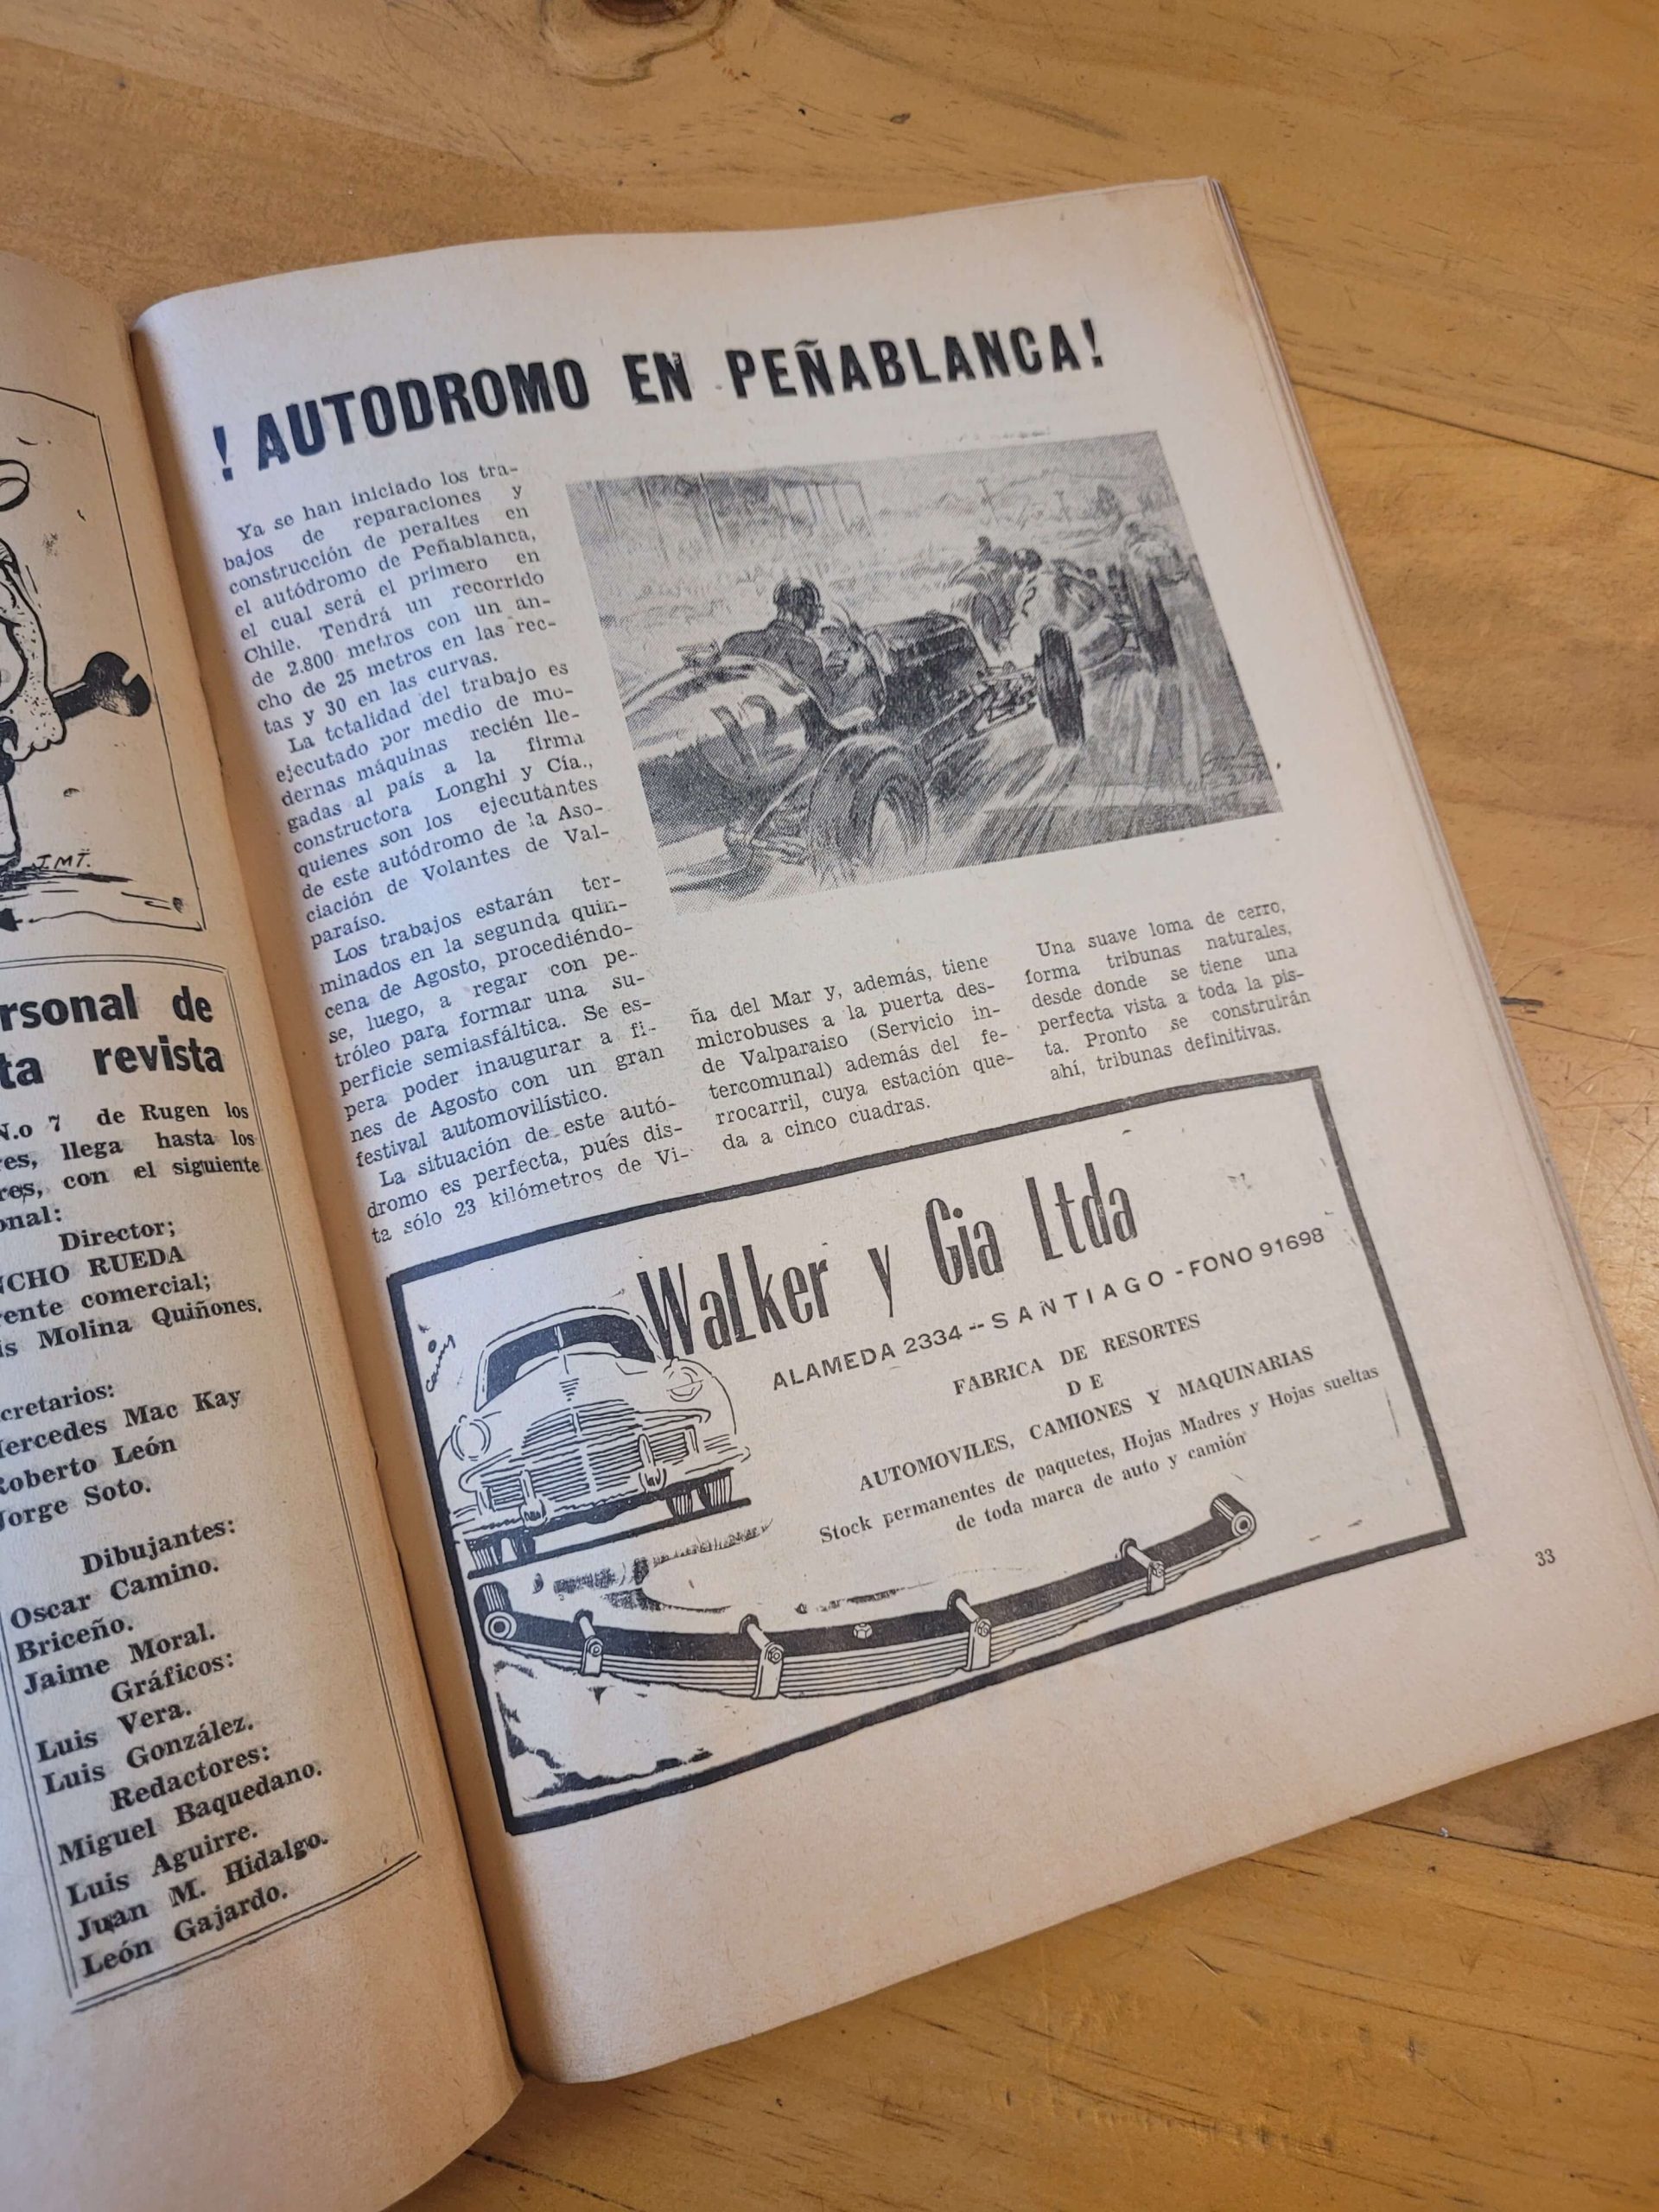 J.M.T.
rsonal de
ta revista
N.o 7 de Rugen los
res, llega hasta los
res, con el siguiente
onal:
Director;
NCHO RUEDA
rente comercial;
is Molina Quiñones.
cretarios:
Mercedes Mac Kay
Roberto León
Jorge Soto.
Dibujantes:
Oscar Camino.
Briceño.
Jaime Moral.
Gráficos:
Luis Vera.
Luis González.
Redactores:
Miguel Baquedano.
Luis Aguirre.
Juan M. Hidalgo.
León Gajardo.
! AUTODROMO EN PEÑABLANCA!
Ya se han iniciado los tra-
bajos de reparaciones y
construcción de peraltes en
el autódromo de Peñablanca,
el cual será el primero en
Chile. Tendrá un recorrido
de 2.800 metros con un an-
cho de 25 metros en las rec-
tas y 30 en las curvas.
La totalidad del trabajo es
ejecutado por medio de mo-
dernas máquinas recién lle-
gadas al país a la firma
constructora Longhi y Cía.,
quienes son los ejecutantes
de este autódromo de la Aso-
ciación de Volantes de Val-
paraíso.
Los trabajos estarán ter-
minados en la segunda quin-
cena de Agosto, procediéndo-
se, luego, a regar con pe-
tróleo para formar una su-
perficie semiasfáltica. Se es-
pera poder inaugurar a fi-
nes de Agosto con un gran
festival automovilístico.
La situación de este autó-
dromo es perfecta, pués dis-
ta sólo 23 kilómetros de Vi-
12
ña del Mar y, además, tiene
microbuses a la puerta des-
de Valparaiso (Servicio in-
tercomunal) además del fe-
rrocarril, cuya estación que-
da a cinco cuadras.
Una suave loma de cerro,
forma tribunas naturales,
desde donde se tiene una
perfecta vista a toda la pis-
ta. Pronto se construirán
ahí, tribunas definitivas.
Walker y Cia Ltda
ALAMEDA 2334 -- SANTIAGO - FONO 91698
FABRICA DE RESORTES
DE
AUTOMOVILES, CAMIONES Y MAQUINARIAS
Stock permanentes de paquetes, Hojas Madres y Hojas sueltas
de toda marca de auto y camión
33